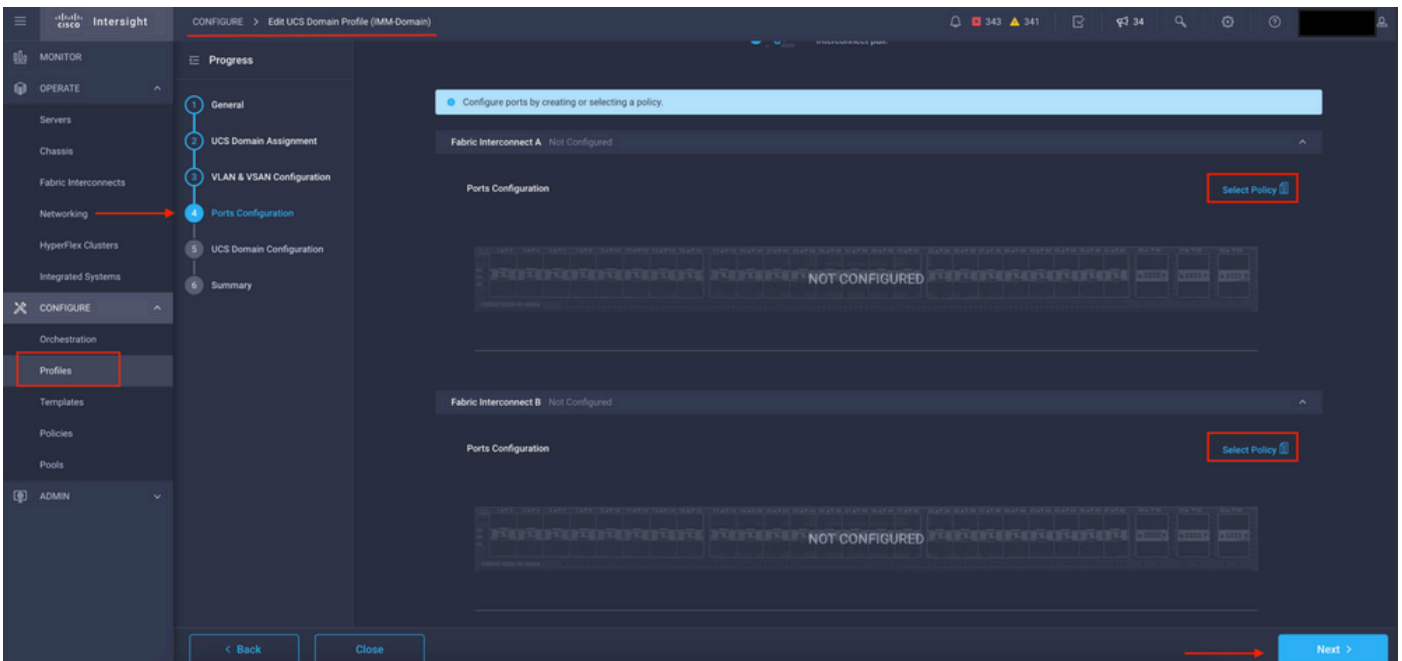 CISCO Intersight
CONFIGURE > Edit UCS Domain Profile (IMM-Domain)
343 341
34
MONITOR
OPERATE
Servers
Chassis
Fabric Interconnects
Networking
HyperFlex Clusters
Integrated Systems
CONFIGURE
Orchestration
Profiles
Templates
Policies
Pools
ADMIN
Progress
1 General
2 UCS Domain Assignment
3 VLAN & VSAN Configuration
4 Ports Configuration
5 UCS Domain Configuration
6 Summary
Interconnect pair.
Configure ports by creating or selecting a policy.
Fabric Interconnect A Not Configured
Ports Configuration
Select Policy
NOT CONFIGURED
Fabric Interconnect B Not Configured
Ports Configuration
Select Policy
NOT CONFIGURED
< Back
Close
Next >